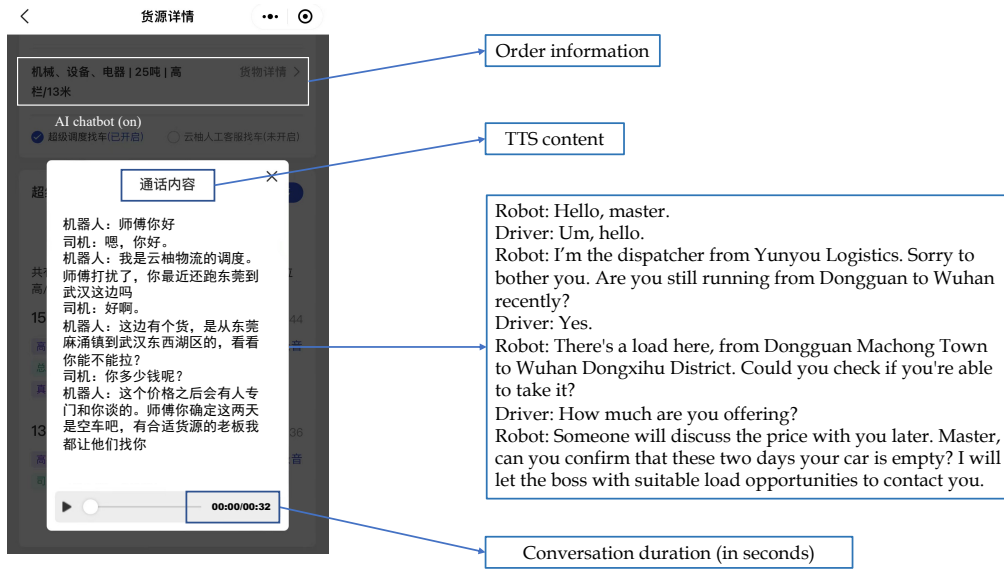 货源详情
机械、设备、电器 | 25吨 | 高
货物详情 >
栏/13米
AI chatbot (on)
超级调度找车(已开启)
云柚人工客服找车(未开启)
通话内容
机器人：师傅你好
司机：嗯，你好。
机器人：我是云柚物流的调度。
师傅打扰了，你最近还跑东莞到
武汉这边吗
司机：好啊。
机器人：这边有个货，是从东莞
麻涌镇到武汉东西湖区的，看看
你能不能拉？
司机：你多少钱呢？
机器人：这个价格之后会有人专
门和你谈的。师傅你确定这两天
是空车吧，有合适货源的老板我
都让他们找你
00:00/00:32
Order information
TTS content
Robot: Hello, master.
Driver: Um, hello.
Robot: I'm the dispatcher from Yunyou Logistics. Sorry to
bother you. Are you still running from Dongguan to Wuhan
recently?
Driver: Yes.
Robot: There's a load here, from Dongguan Machong Town
to Wuhan Dongxihu District. Could you check if you're able
to take it?
Driver: How much are you offering?
Robot: Someone will discuss the price with you later. Master,
can you confirm that these two days your car is empty? I will
let the boss with suitable load opportunities to contact you.
Conversation duration (in seconds)